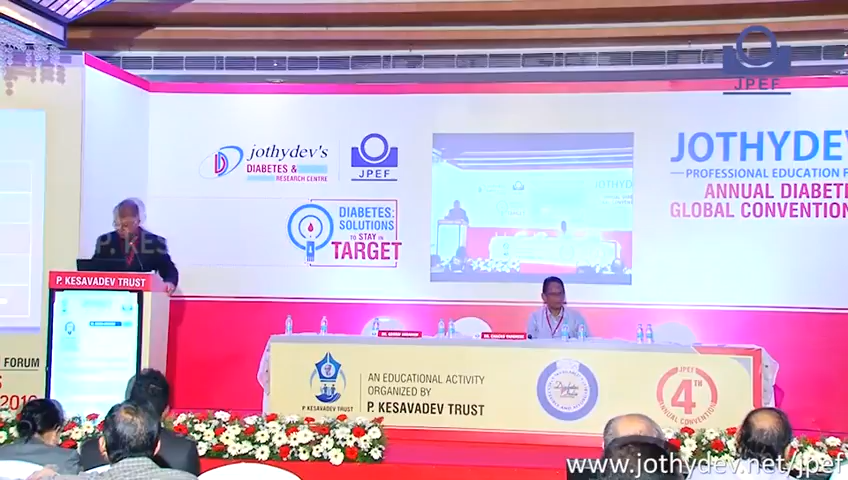 JPEF
jothydev's
DIABETES &
RESEARCH CENTRE
JPEF
JOTHYDEV
PROFESSIONAL EDUCATION F
ANNUAL DIABETE
GLOBAL CONVENTION
DIABETES:
SOLUTIONS
TO STAY IN
TARGET
P. KESAVADEV TRUST
FORUM
2016
P. KESAVADEV TRUST
AN EDUCATIONAL ACTIVITY
ORGANIZED BY
P. KESAVADEV TRUST
JPEF
4TH
ANNUAL CONVENTION
www.jothydev.net/jpef